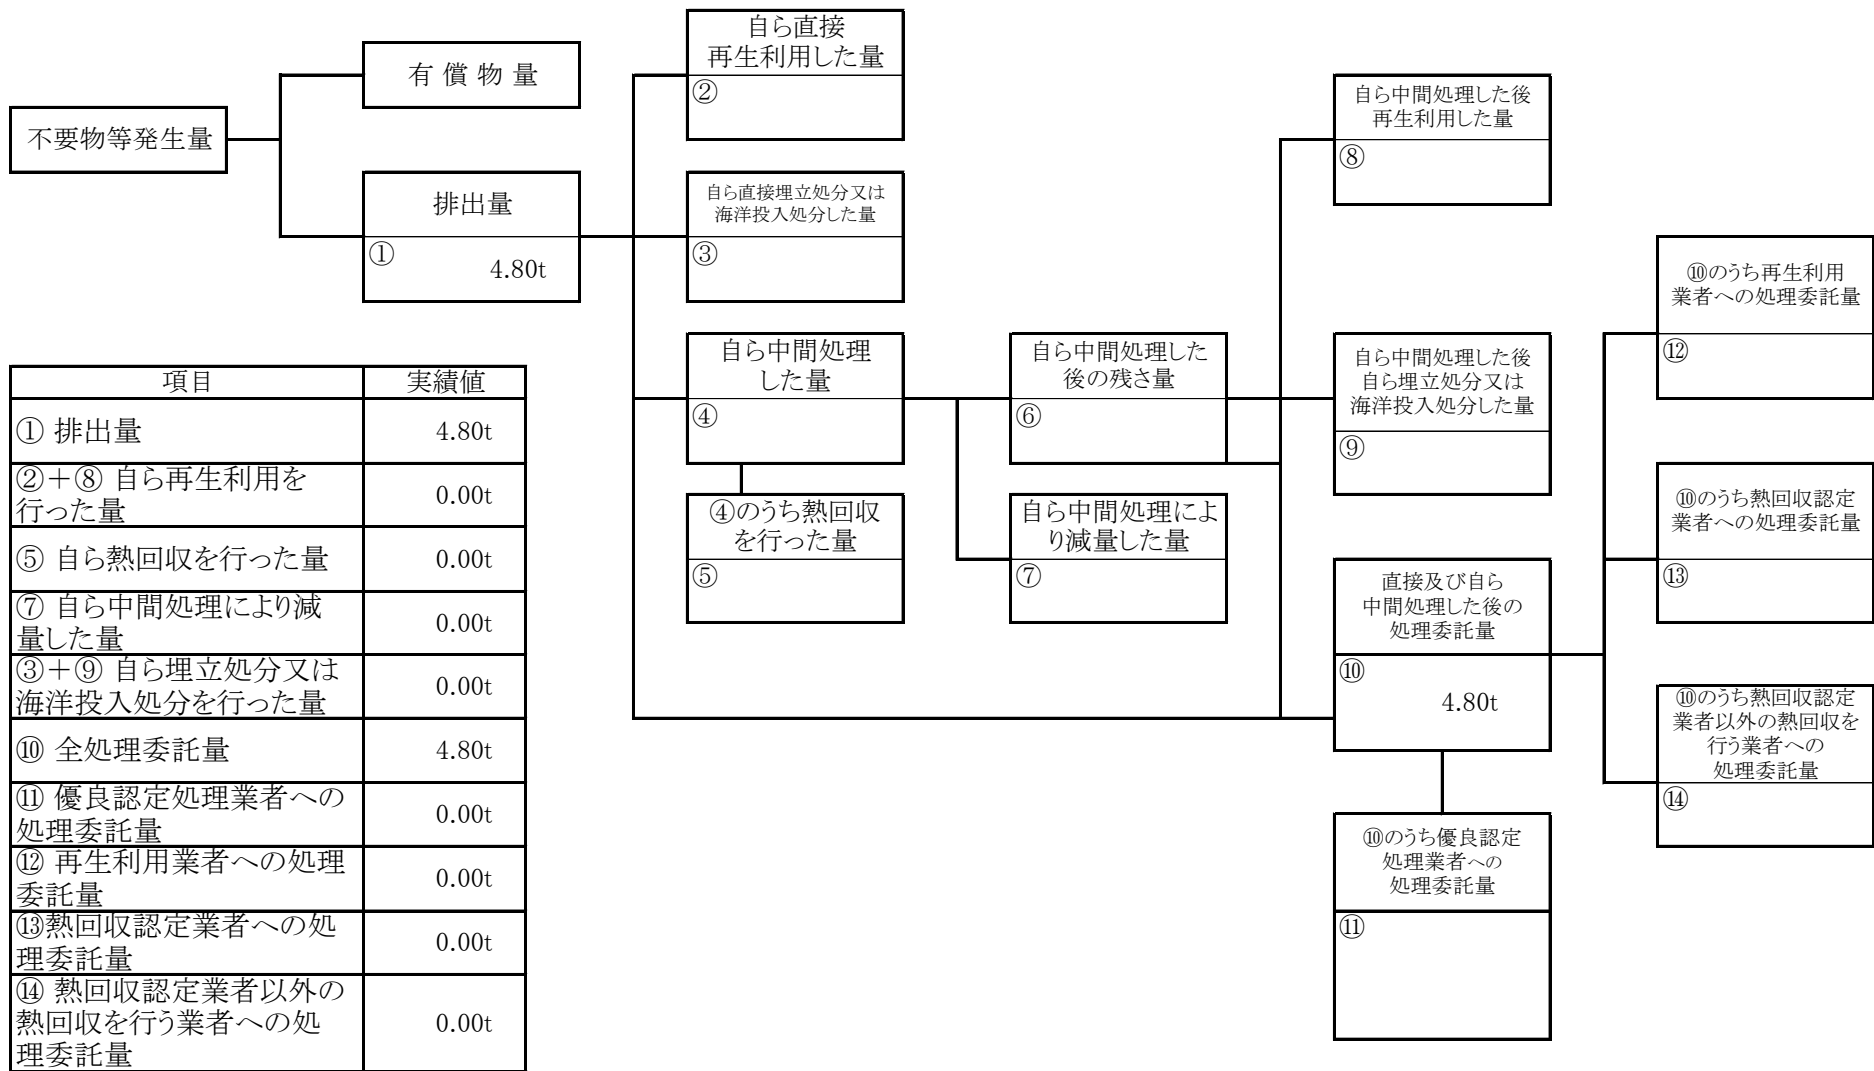 不要物等発生量
有 償 物 量
排出量
①
4.80t
自ら直接
再生利用した量
②
自ら直接埋立処分又は
海洋投入処分した量
③
自ら中間処理
した量
④
④のうち熱回収
を行った量
⑤
自ら中間処理した
後の残さ量
⑥
自ら中間処理によ
り減量した量
⑦
自ら中間処理した後
再生利用した量
⑧
自ら中間処理した後
自ら埋立処分又は
海洋投入処分した量
⑨
直接及び自ら
中間処理した後の
処理委託量
⑩
4.80t
⑩のうち優良認定
処理業者への
処理委託量
⑪
⑩のうち再生利用
業者への処理委託量
⑫
⑩のうち熱回収認定
業者への処理委託量
⑬
⑩のうち熱回収認定
業者以外の熱回収を
行う業者への
処理委託量
⑭
項目 実績値
① 排出量 4.80t
②+⑧ 自ら再生利用を
行った量 0.00t
⑤ 自ら熱回収を行った量 0.00t
⑦ 自ら中間処理により減
量した量 0.00t
③+⑨ 自ら埋立処分又は
海洋投入処分を行った量 0.00t
⑩ 全処理委託量 4.80t
⑪ 優良認定処理業者への
処理委託量 0.00t
⑫ 再生利用業者への処理
委託量 0.00t
⑬熱回収認定業者への処
理委託量 0.00t
⑭ 熱回収認定業者以外の
熱回収を行う業者への処
理委託量 0.00t